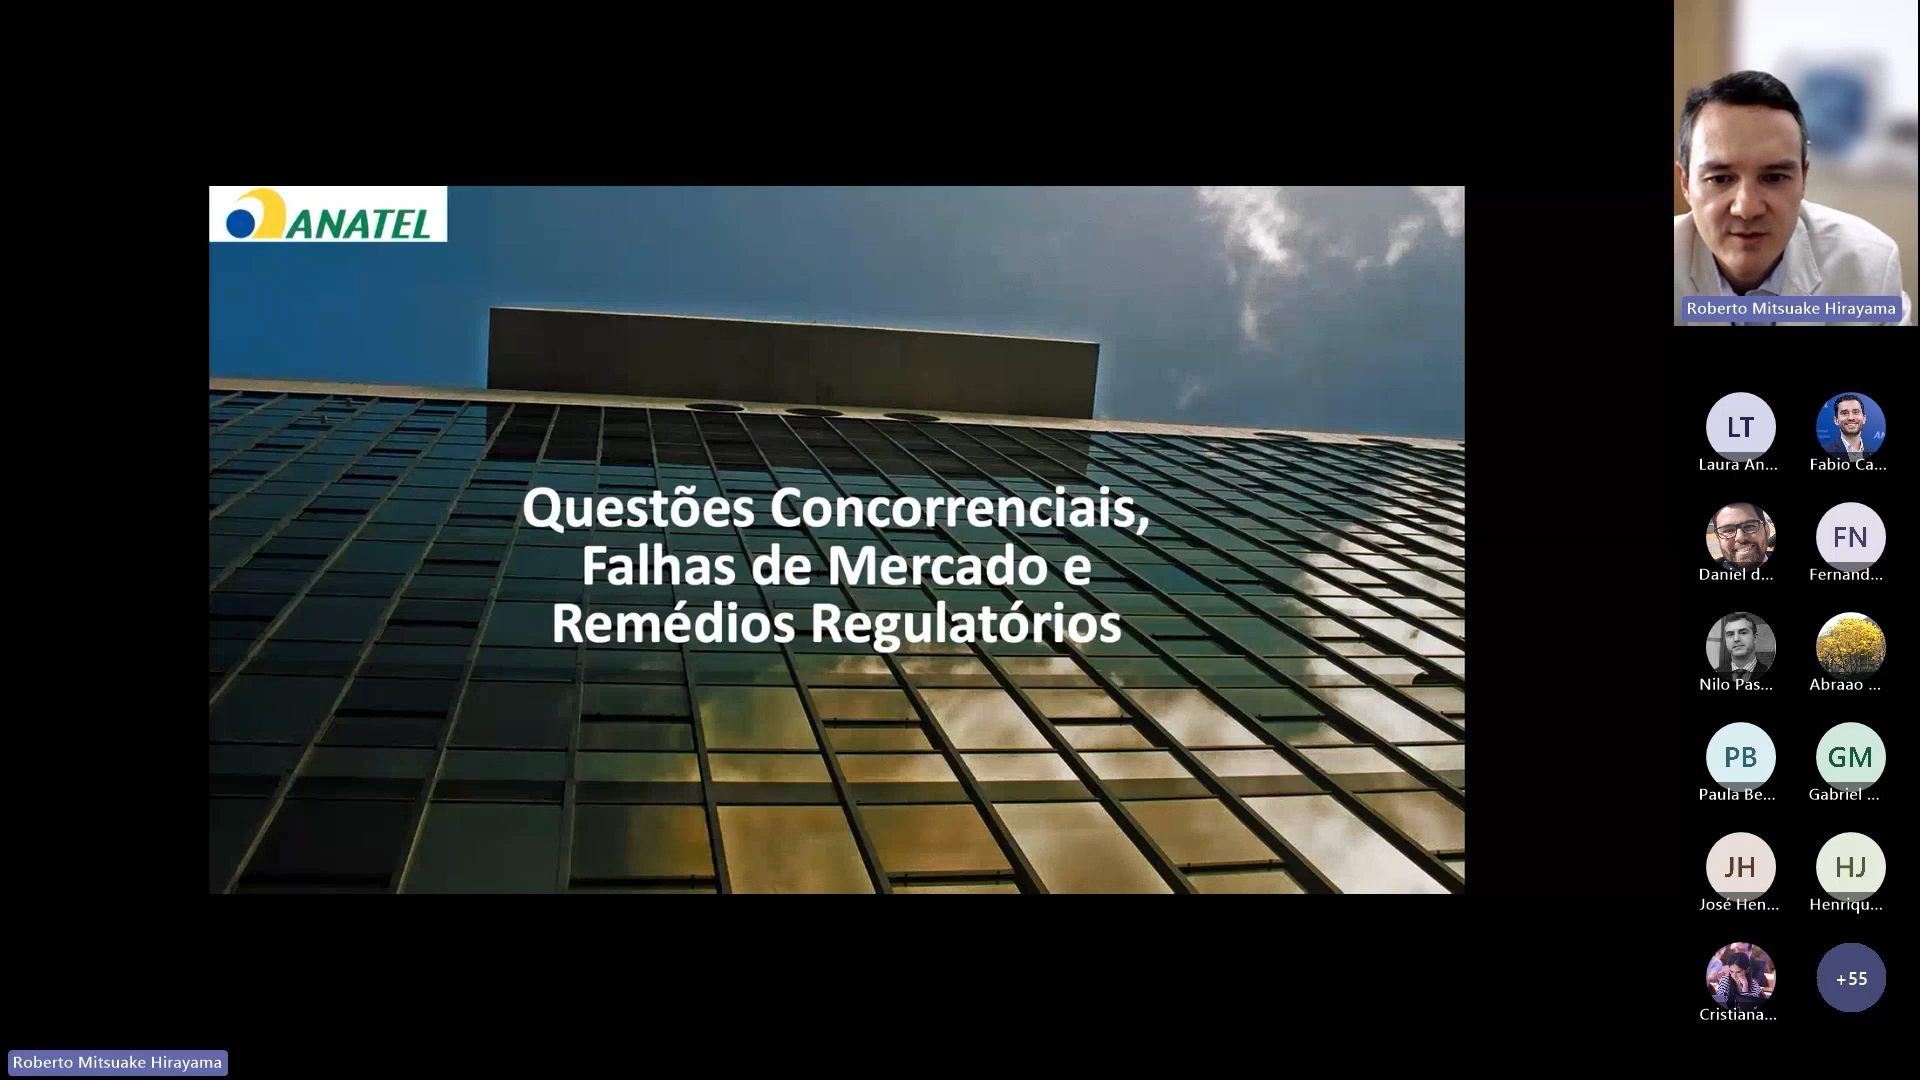 ANATEL
Questões Concorrenciais,
Falhas de Mercado e
Remédios Regulatórios
Roberto Mitsuake Hirayama
LT
Laura An...
Fabio Ca...
Daniel d...
FN
Fernand...
Nilo Pas...
Abraao ...
PB
Paula Be...
GM
Gabriel ...
JH
José Hen...
HJ
Henriqu...
Cristiana...
+55
Roberto Mitsuake Hirayama